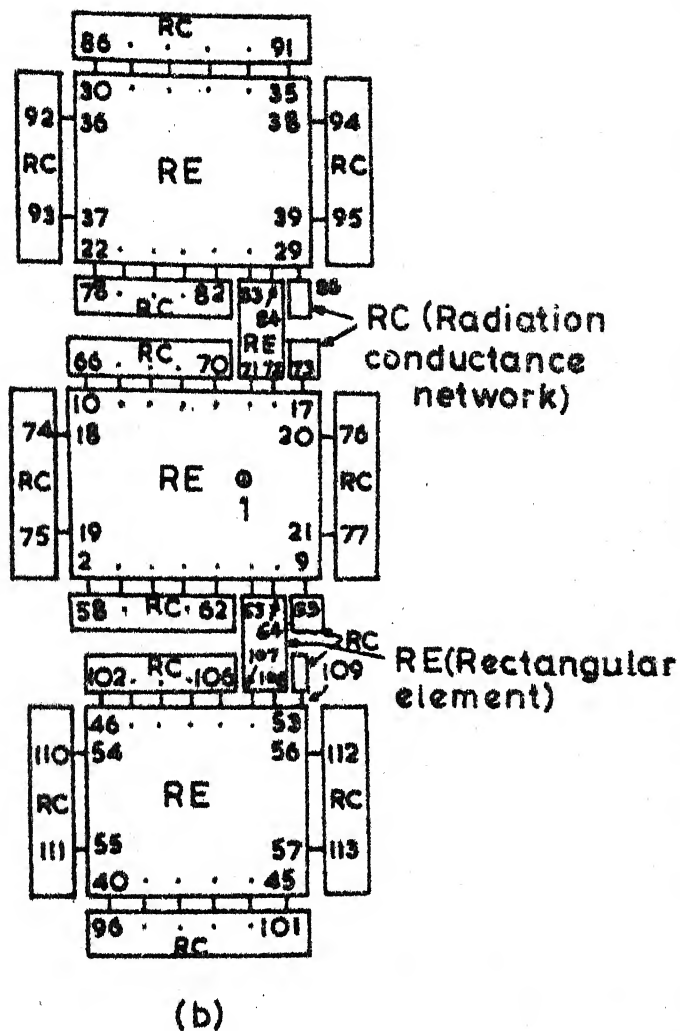 RC
86 . . . . 91
30 . . . . 35
92 36 38 94
RC RE RC
93 37 39 95
22 . . . . . 29
78 . . . 82 83 85
RC 84
RE
66 . RC . 70 71 72 73
RC (Radiation
conductance
network)
10 . . . . . 17
74 18 20 76
RC RE RC
1
75 19 21 77
2 . . . . . 9
58 . RC . 62 63 65
64
RC
107
102 . RC . 106 108 109
RE(Rectangular
element)
46 . . . . . 53
110 54 56 112
RC RE RC
111 55 57 113
40 . . . . 45
96 . . . . 101
RC
(b)